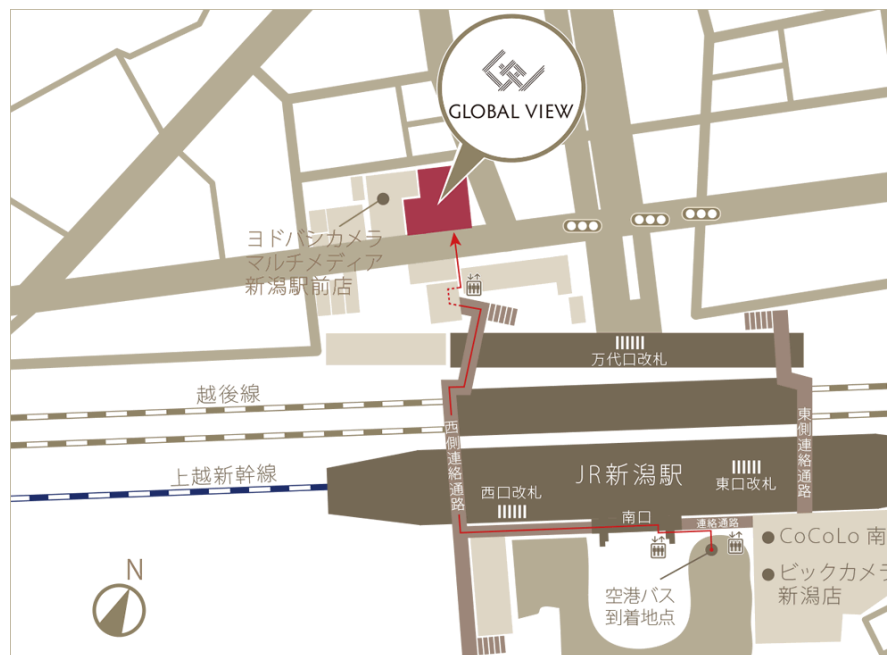 GLOBAL VIEW
ヨドバシカメラ
マルチメディア
新潟駅前店
万代口改札
越後線
西側連絡通路
東側連絡通路
上越新幹線
JR新潟駅
西口改札
東口改札
南口
連絡通路
CoCoLo 南
ビックカメラ
新潟店
空港バス
到着地点
N